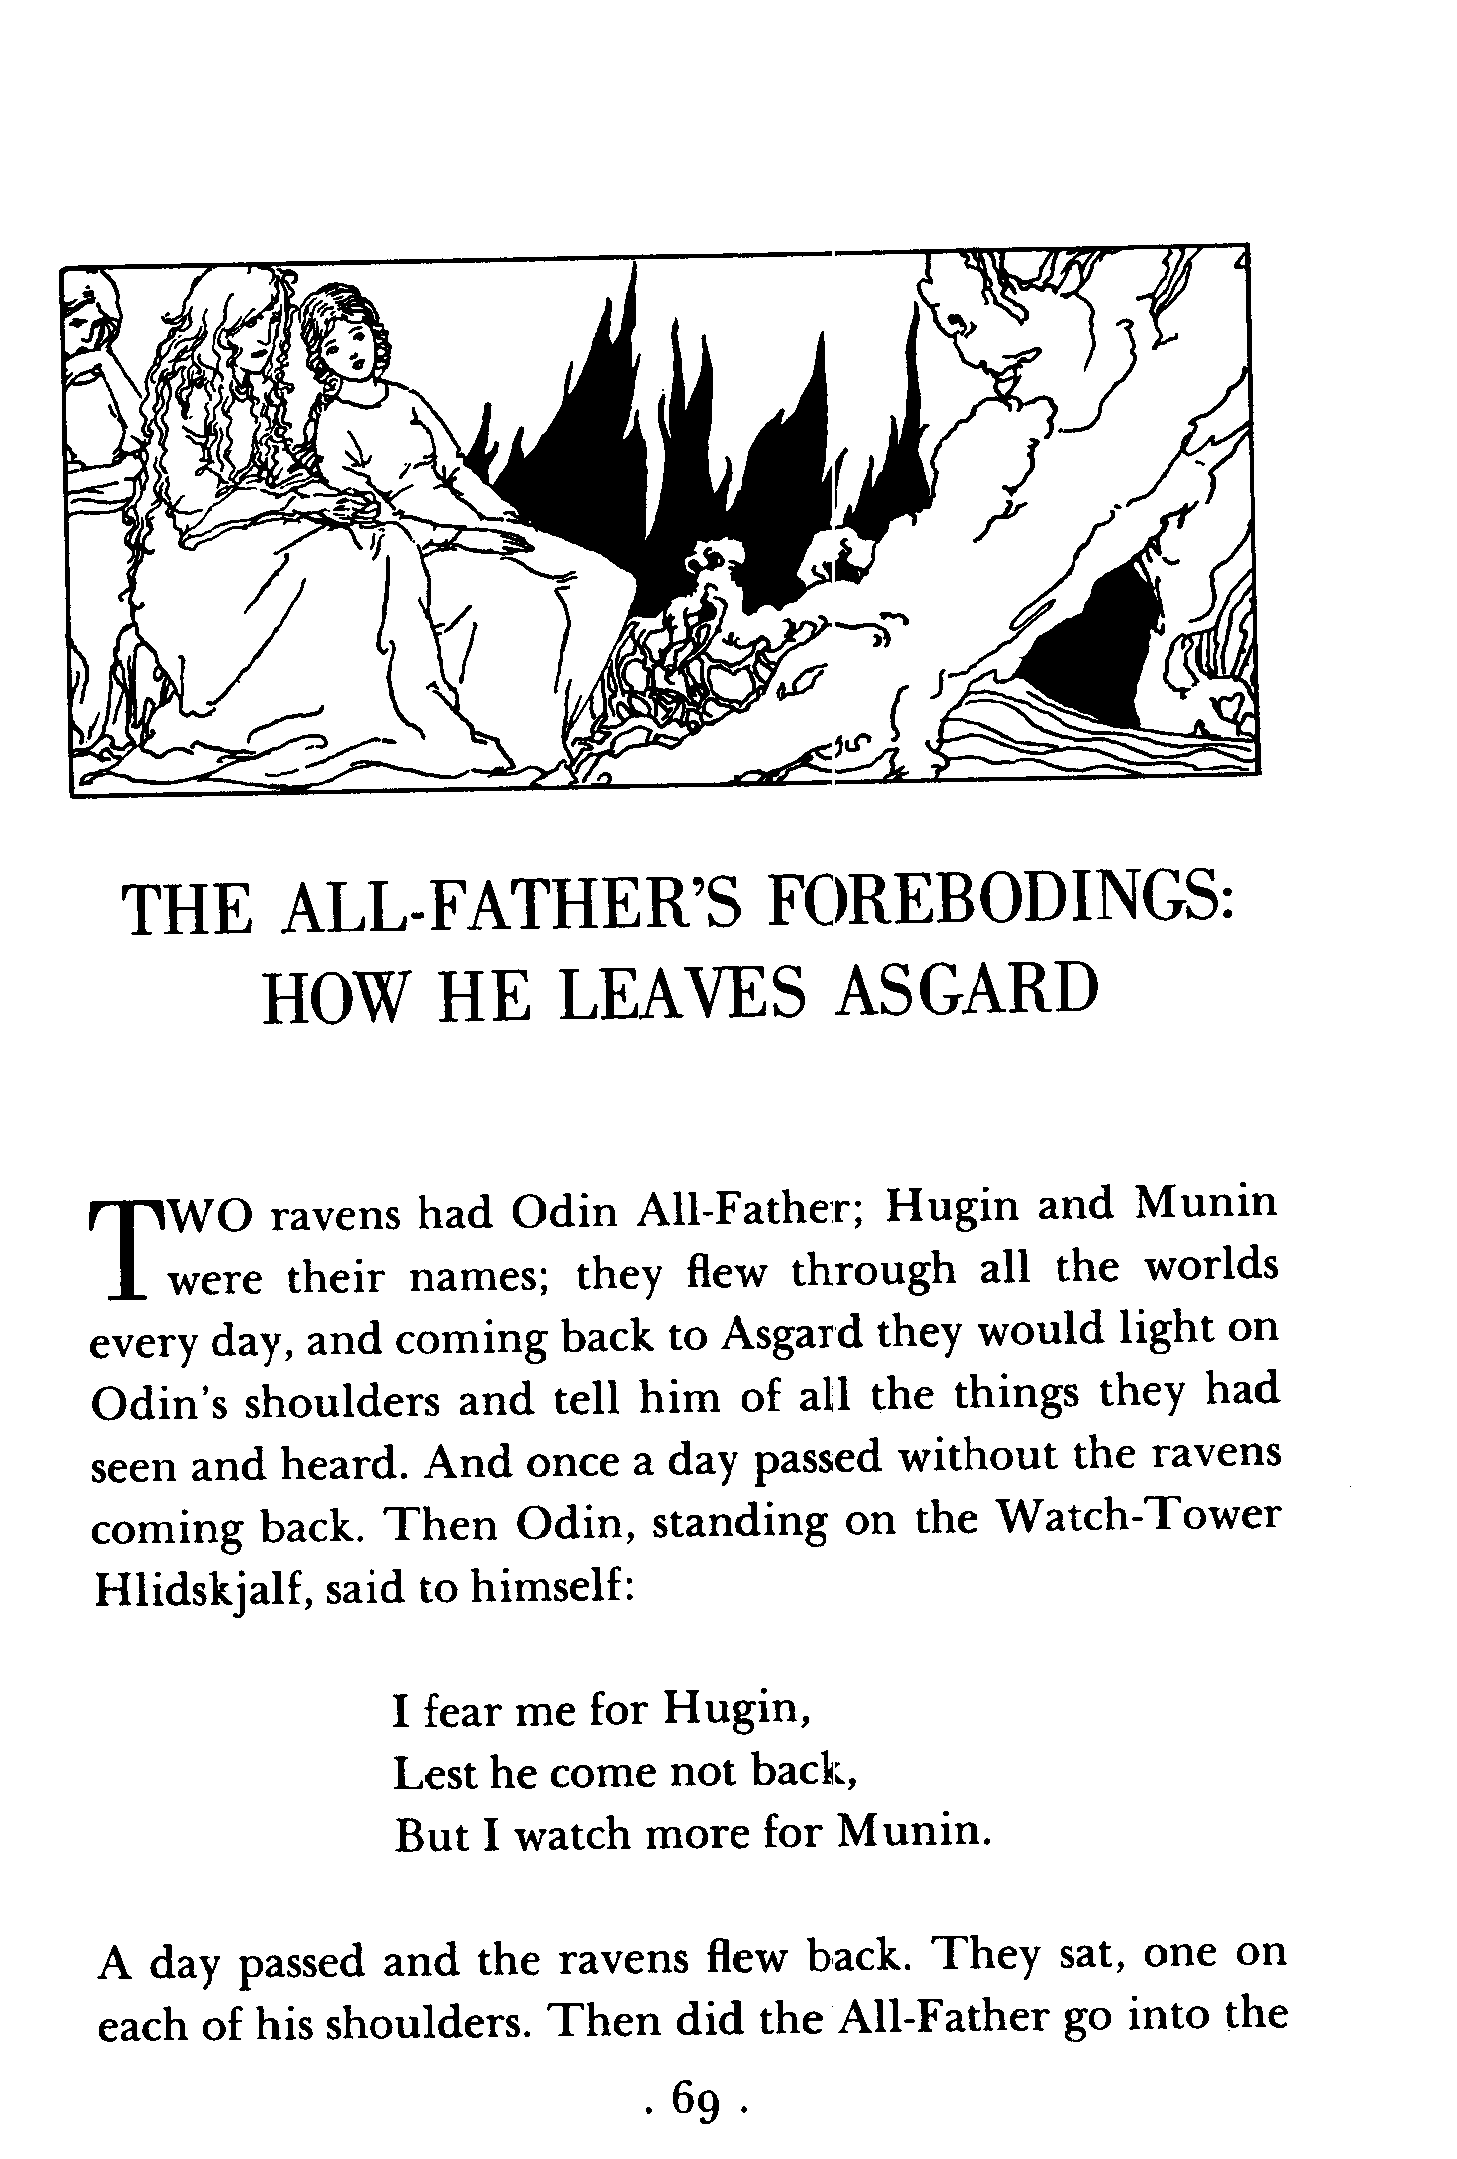 THE ALL-FATHER'S FOREBODINGS:
HOW HE LEAVES ASGARD
TWO ravens had Odin All-Father; Hugin and Munin
were their names; they flew through all the worlds
every day, and coming back to Asgard they would light on
Odin's shoulders and tell him of all the things they had
seen and heard. And once a day passed without the ravens
coming back. Then Odin, standing on the Watch-Tower
Hlidskjalf, said to himself:
I fear me for Hugin,
Lest he come not back,
But I watch more for Munin.
A day passed and the ravens flew back. They sat, one on
each of his shoulders. Then did the All-Father go into the
. 69 .